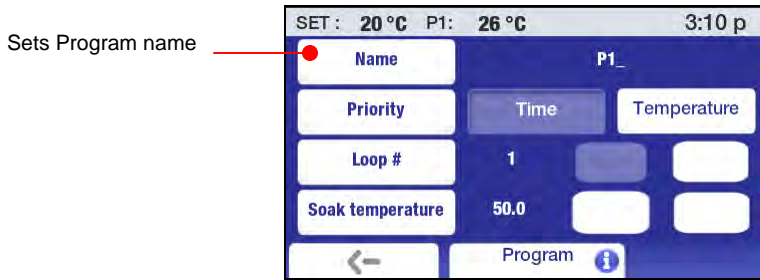 SET : 20 °C P1: 26 °C 3:10 p
Sets Program name
Name P1_
Priority Time Temperature
Loop # 1
Soak temperature 50.0
Program i